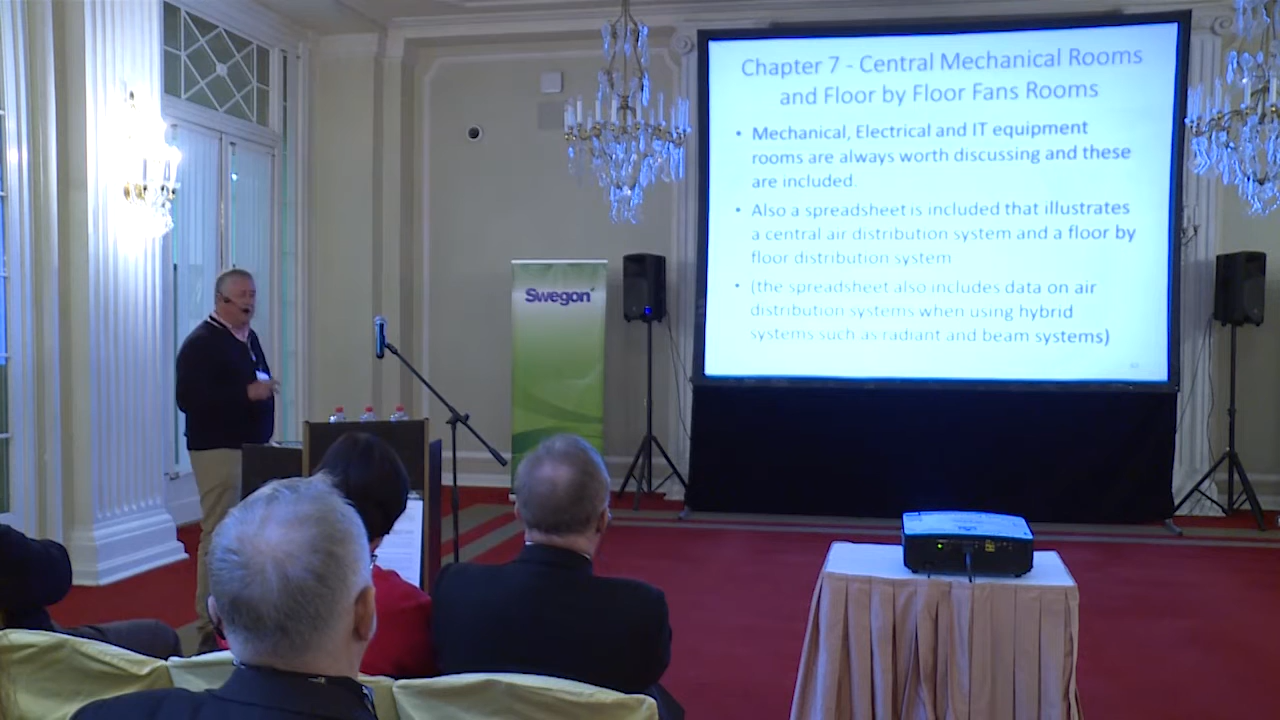 Chapter 7 - Central Mechanical Rooms
and Floor by Floor Fans Rooms
• Mechanical, Electrical and IT equipment
rooms are always worth discussing and these
are included.
• Also a spreadsheet is included that illustrates
a central air distribution system and a floor by
floor distribution system
• (the spreadsheet also includes data on air
distribution systems when using hybrid
systems such as radiant and beam systems)
Swegon